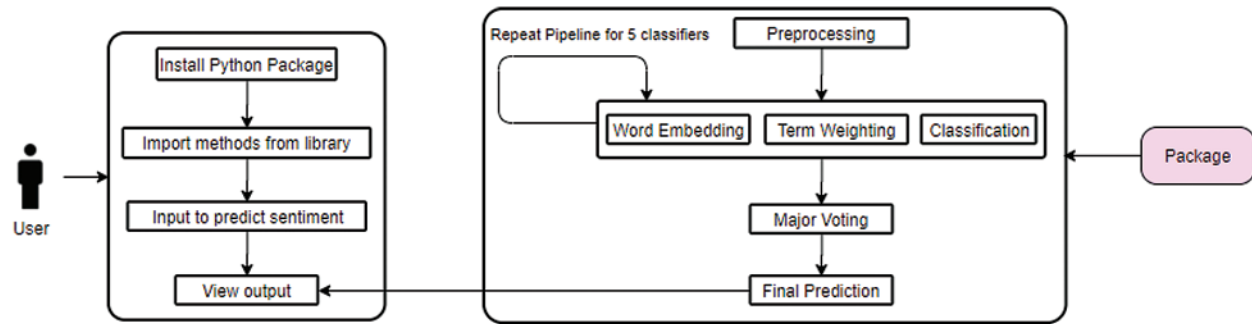 Install Python Package
Import methods from library
Input to predict sentiment
View output
User
Repeat Pipeline for 5 classifiers
Preprocessing
Word Embedding
Term Weighting
Classification
Major Voting
Final Prediction
Package